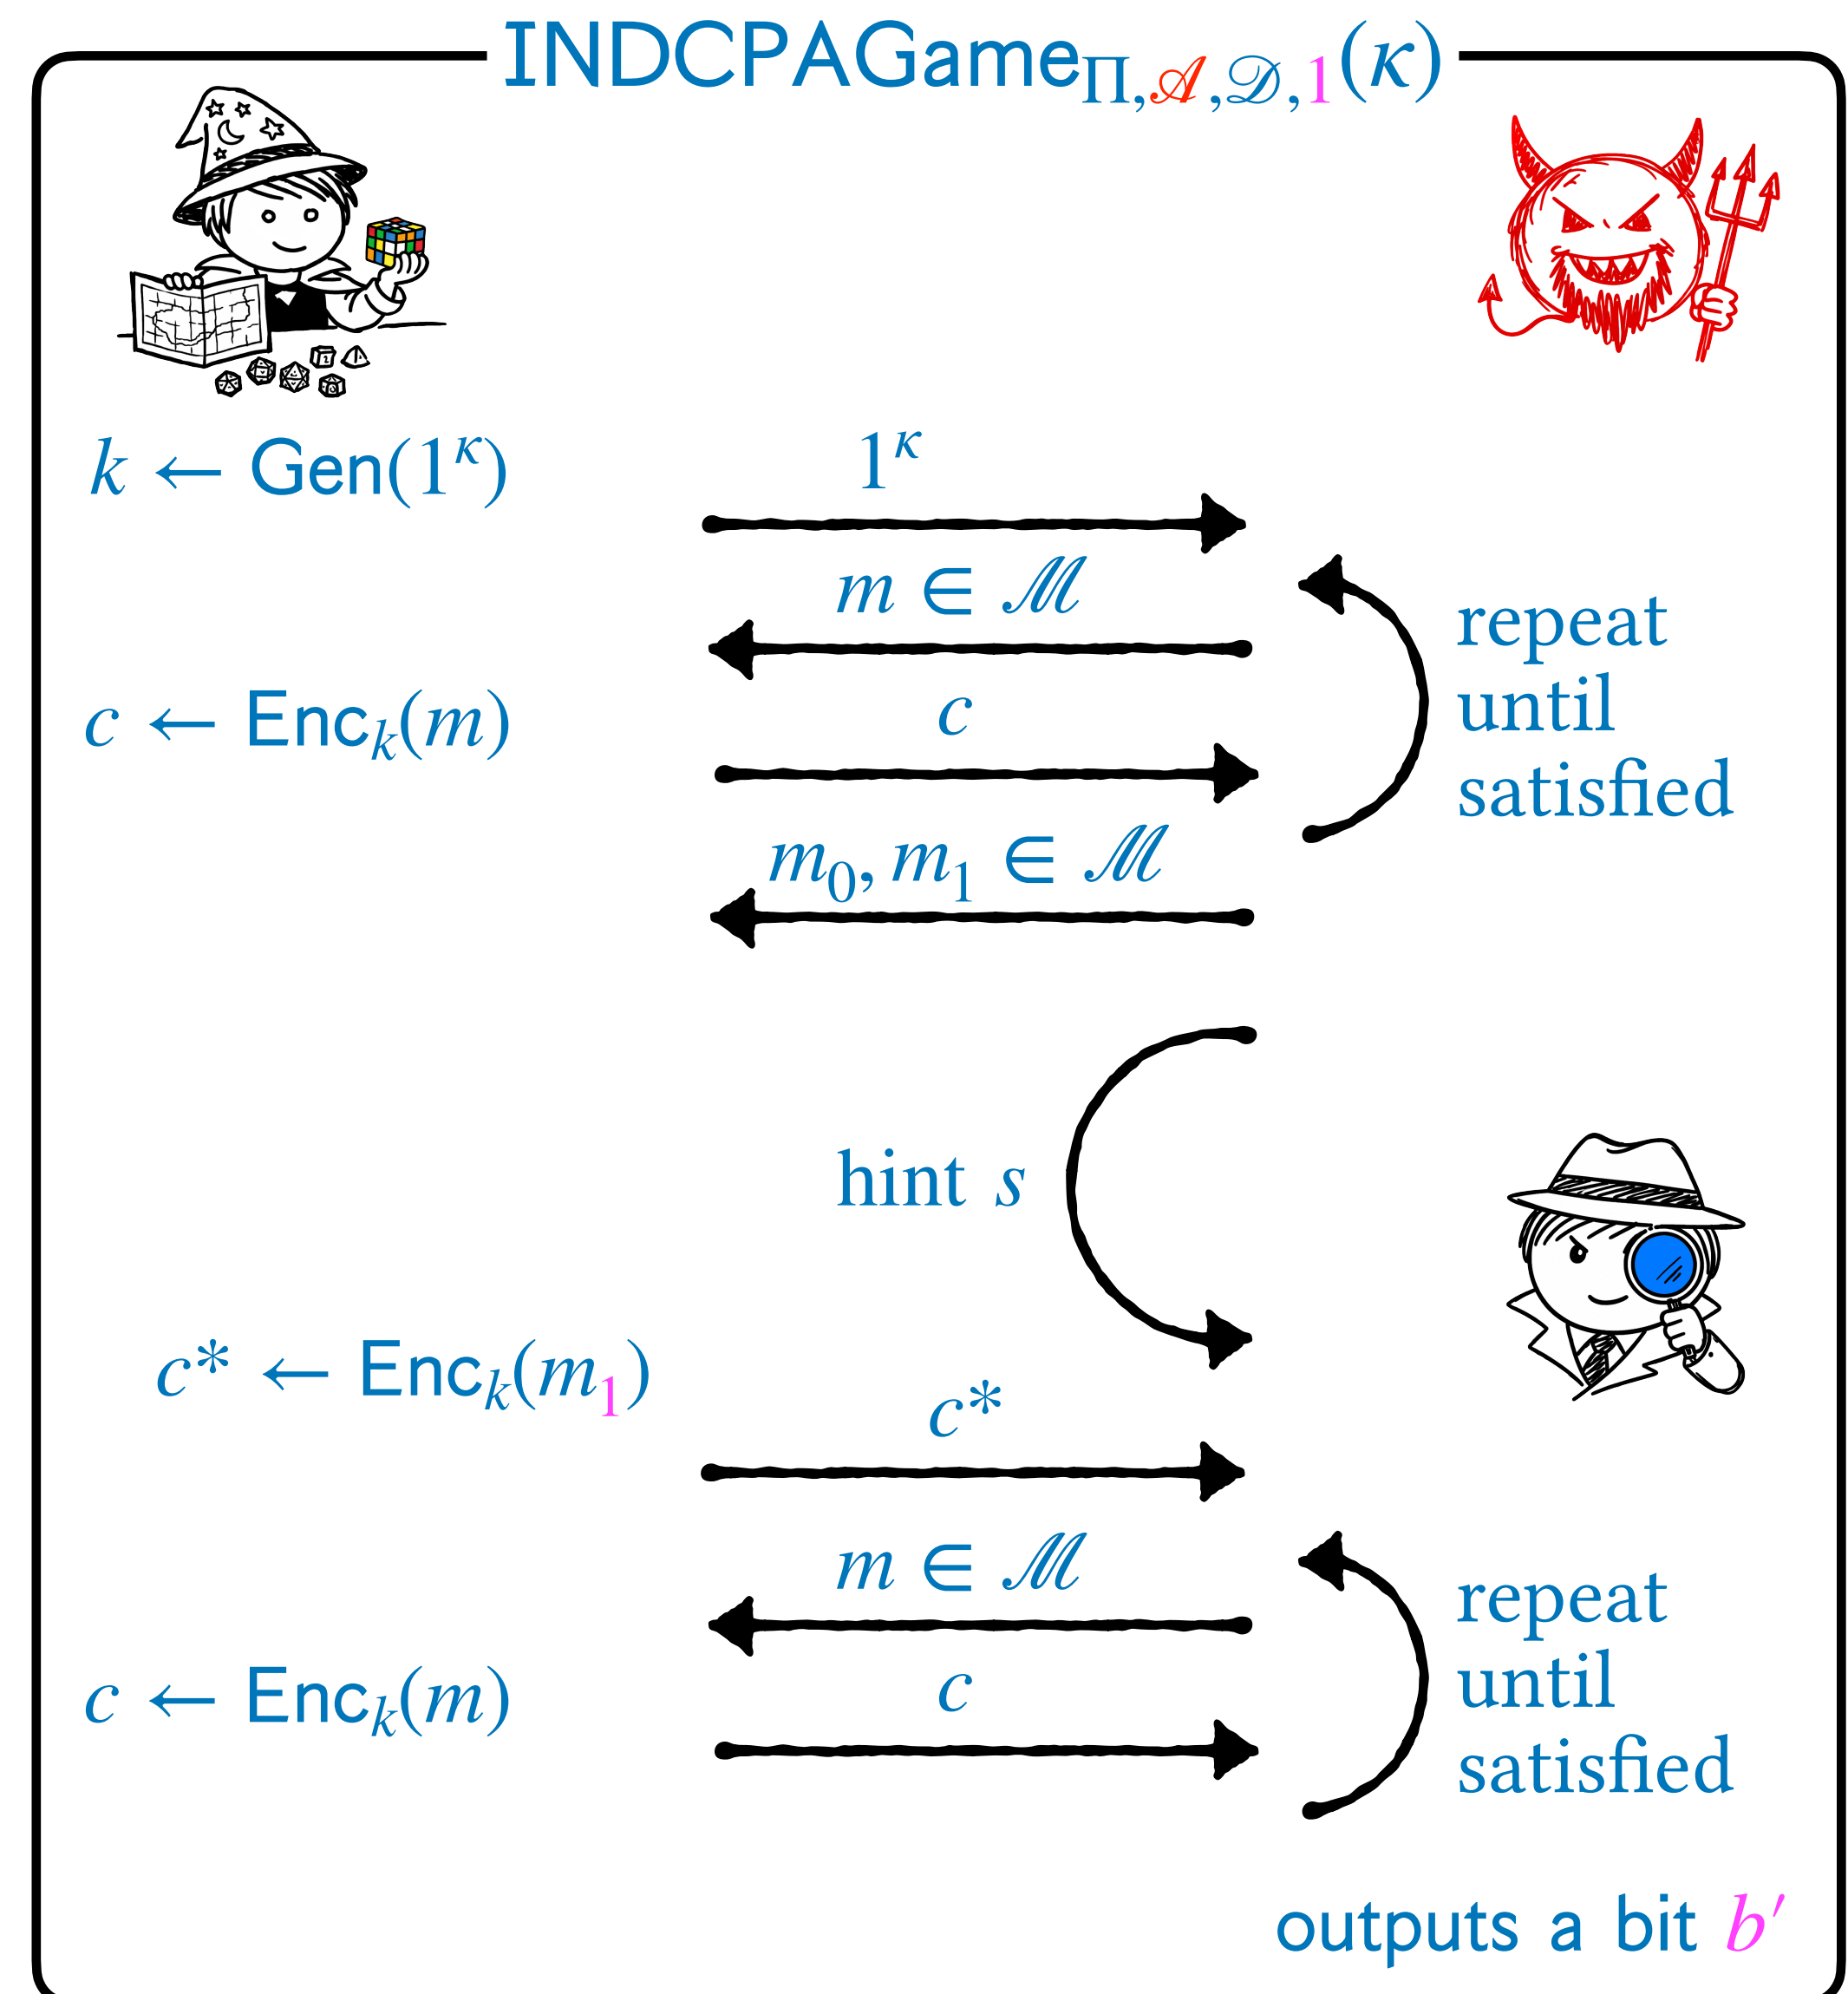 INDCPAGame_{Π,𝒜,𝒟,1}(κ)
k ← Gen(1^κ)
1^κ
m ∈ ℳ
c ← Enc_k(m)
c
repeat
until
satisfied
m_0, m_1 ∈ ℳ
hint s
c* ← Enc_k(m_1)
c*
m ∈ ℳ
c ← Enc_k(m)
c
repeat
until
satisfied
outputs a bit b′